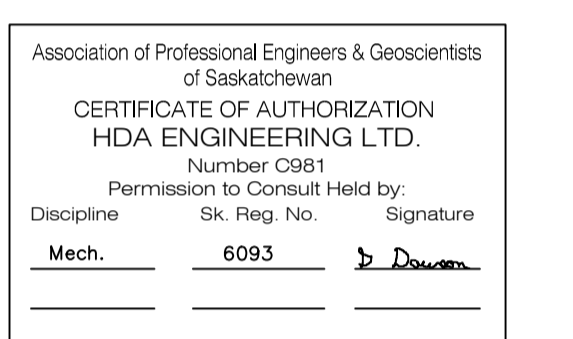 Association of Professional Engineers & Geoscientists
of Saskatchewan
CERTIFICATE OF AUTHORIZATION
HDA ENGINEERING LTD.
Number C981
Permission to Consult Held by:
Discipline Sk. Reg. No. Signature
Mech. 6093 D Dawson